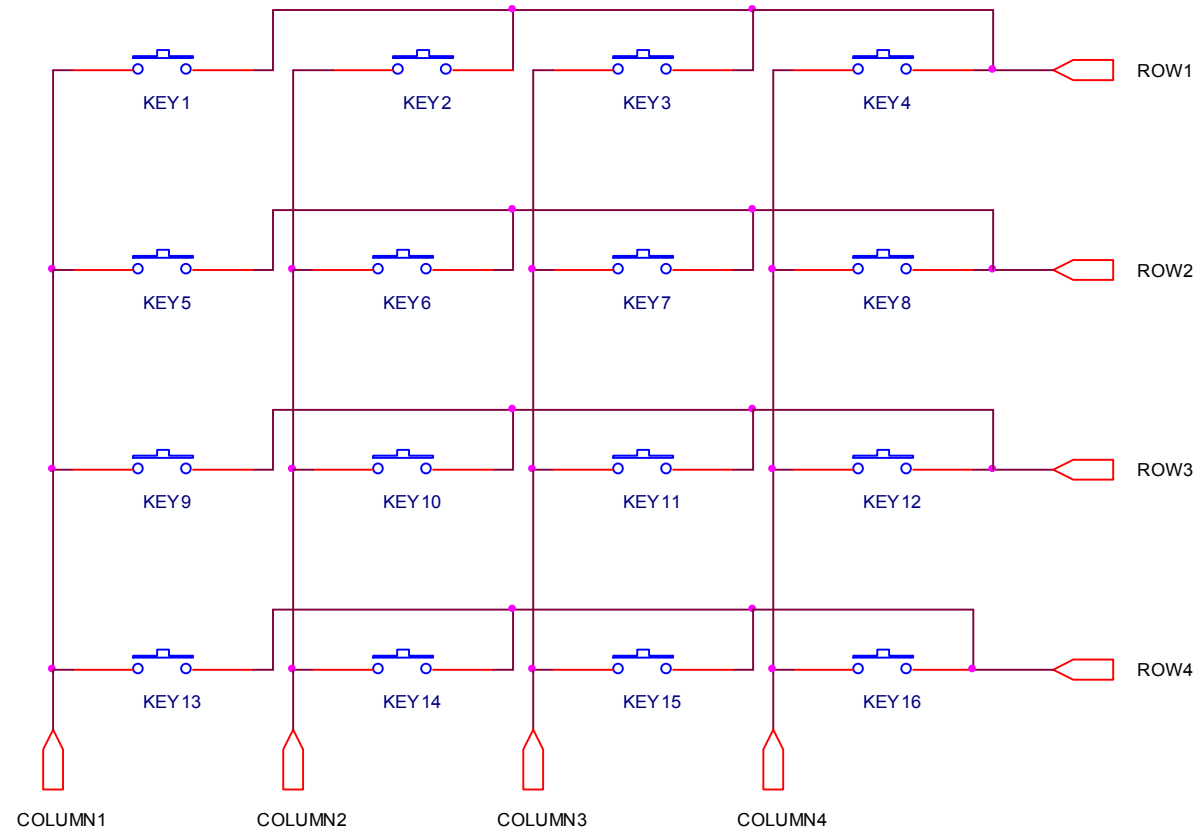 KEY1 KEY2 KEY3 KEY4 ROW1
KEY5 KEY6 KEY7 KEY8 ROW2
KEY9 KEY10 KEY11 KEY12 ROW3
KEY13 KEY14 KEY15 KEY16 ROW4
COLUMN1 COLUMN2 COLUMN3 COLUMN4